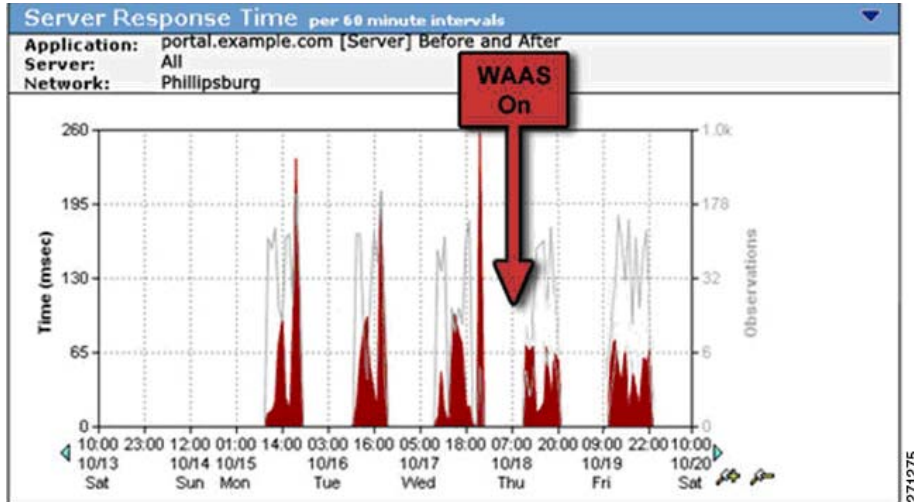 Server Response Time per 60 minute intervals
Application: portal.example.com [Server] Before and After
Server: All
Network: Phillipsburg
WAAS
On
260
195
130
65
0
Time (msec)
1.0k
178
32
6
0
Observations
10:00 23:00 12:00 01:00 14:00 03:00 16:00 05:00 18:00 07:00 20:00 09:00 22:00 10:00
10/13 10/14 10/15 10/16 10/17 10/18 10/19 10/20
Sat Sun Mon Tue Wed Thu Fri Sat
271275